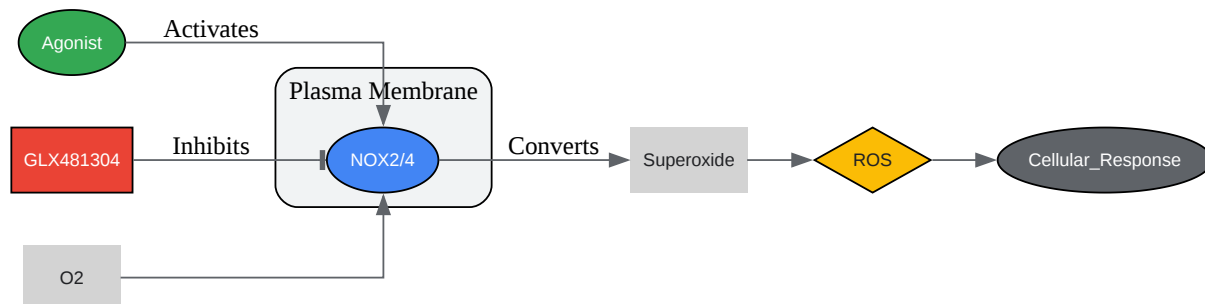 Agonist
Activates
Plasma Membrane
GLX481304
Inhibits
NOX2/4
Converts
Superoxide
ROS
Cellular_Response
O2